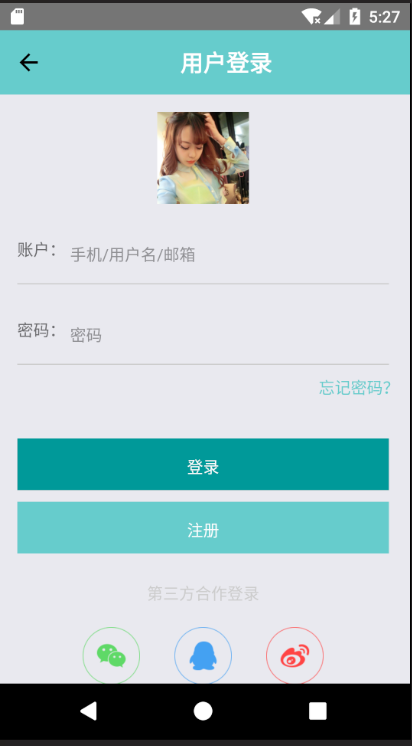 5:27
用户登录
账户： 手机/用户名/邮箱
密码： 密码
忘记密码？
登录
注册
第三方合作登录